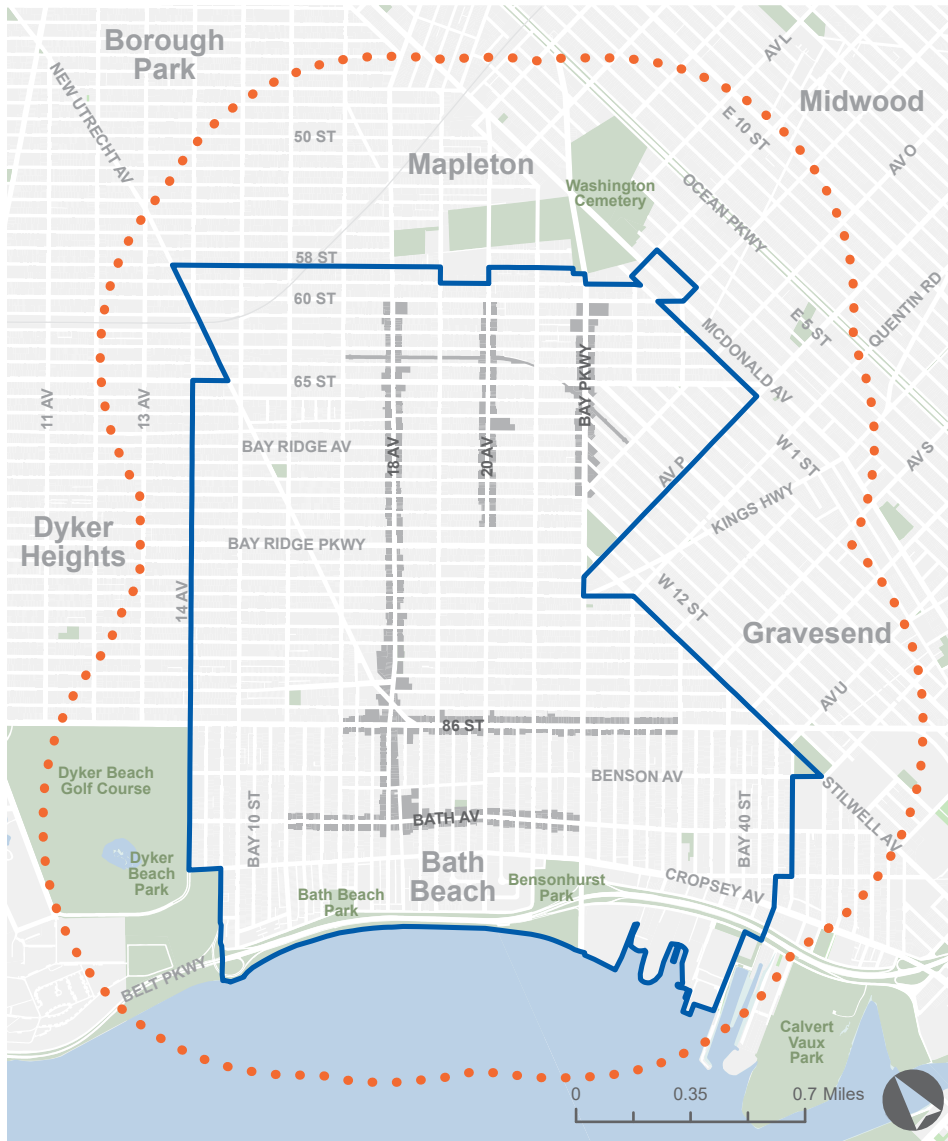 Borough
Park
AV L
NEW UTRECHT AV
Midwood
E 10 ST
50 ST
AV O
Mapleton
Washington
Cemetery
OCEAN PKWY
58 ST
60 ST
QUENTIN RD
E 5 ST
MCDONALD AV
BAY PKWY
65 ST
11 AV
13 AV
BAY RIDGE AV
18 AV
20 AV
W 1 ST
AV S
AV P
KINGS HWY
Dyker
Heights
BAY RIDGE PKWY
14 AV
W 12 ST
Gravesend
AV U
86 ST
Dyker Beach
Golf Course
BENSON AV
BAY 10 ST
BATH AV
BAY 40 ST
STILWELL AV
Dyker
Beach
Park
Bath
Beach
Bensonhurst
Park
CROPSEY AV
Bath Beach
Park
BELT PKWY
Calvert
Vaux
Park
0 0.35 0.7 Miles